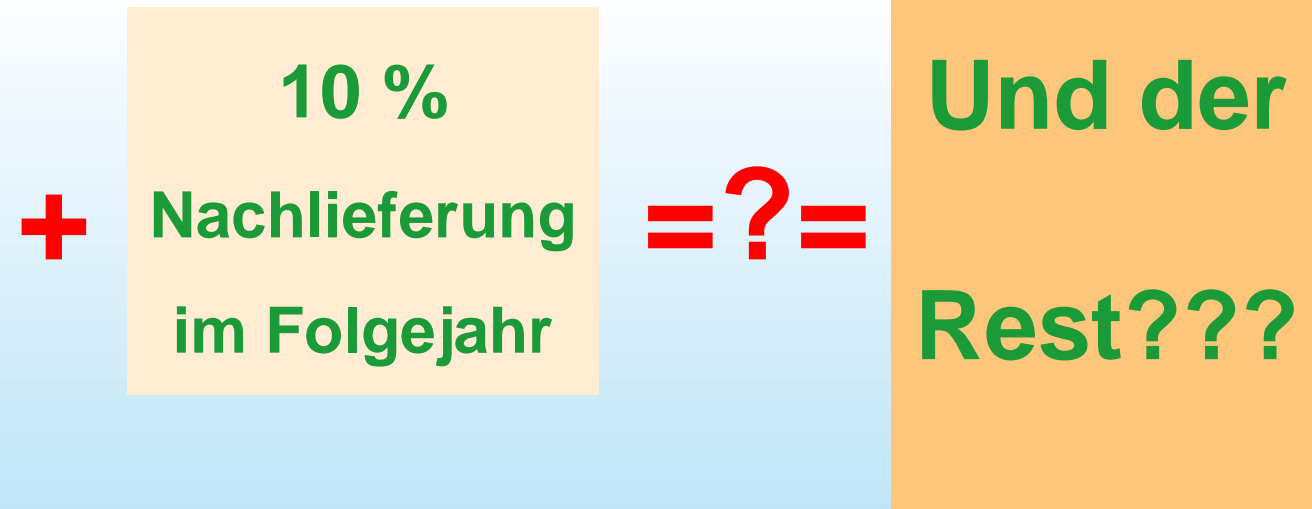 +
10 %
Nachlieferung
im Folgejahr
=?=
Und der
Rest???